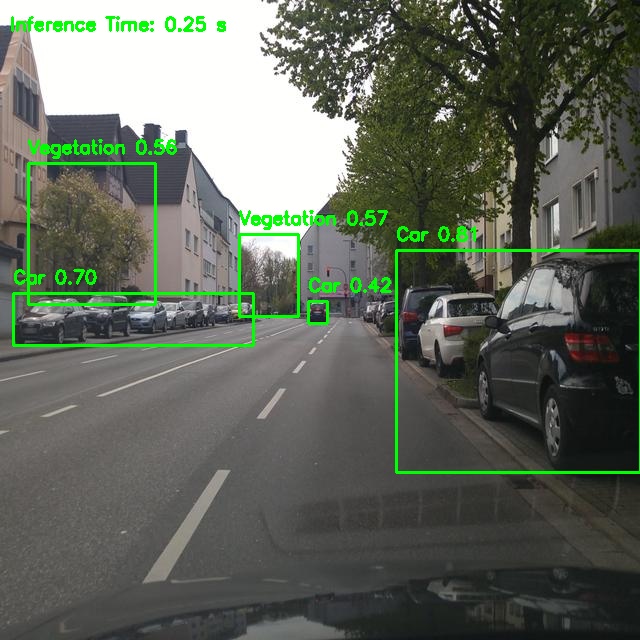 Inference Time: 0.25 s
Vegetation 0.56
Vegetation 0.57
Car 0.81
Car 0.70
Car 0.42